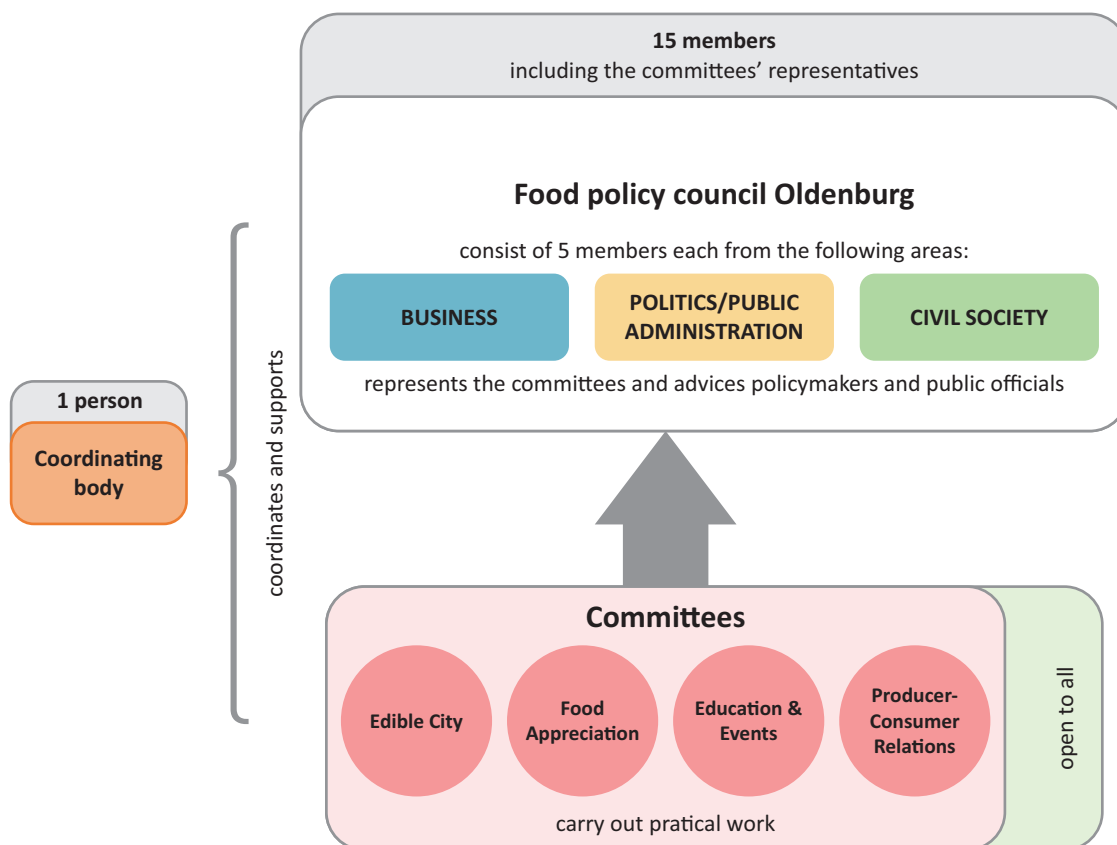 15 members
including the committees’ representatives
Food policy council Oldenburg
consist of 5 members each from the following areas:
BUSINESS
POLITICS/PUBLIC
ADMINISTRATION
CIVIL SOCIETY
represents the committees and advices policymakers and public officials
1 person
Coordinating
body
coordinates and supports
Committees
Edible City
Food
Appreciation
Education &
Events
Producer-
Consumer
Relations
carry out pratical work
open to all